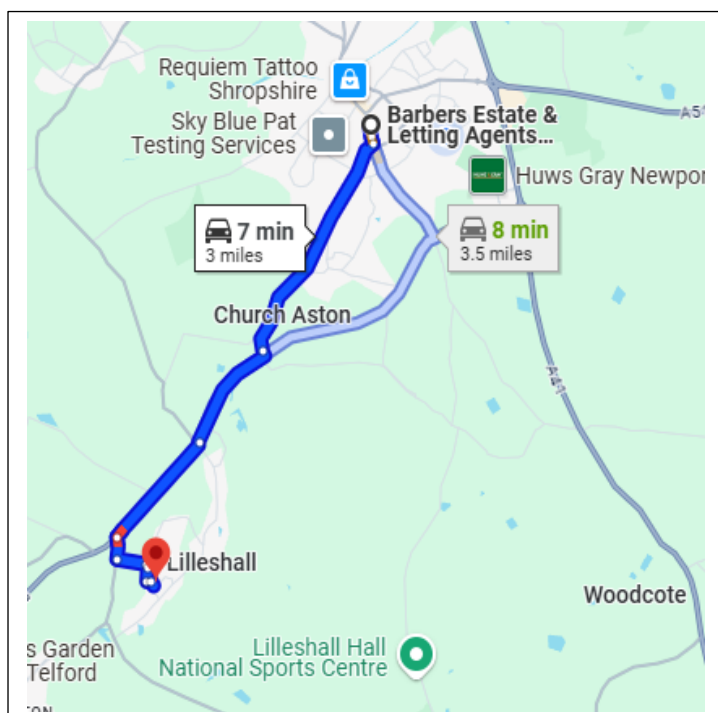 Requiem Tattoo
Shropshire
Barbers Estate &
Letting Agents...
A5
Sky Blue Pat
Testing Services
Huws Gray Newpor
7 min
3 miles
8 min
3.5 miles
Church Aston
A41
Lilleshall
Woodcote
s Garden
Telford
Lilleshall Hall
National Sports Centre